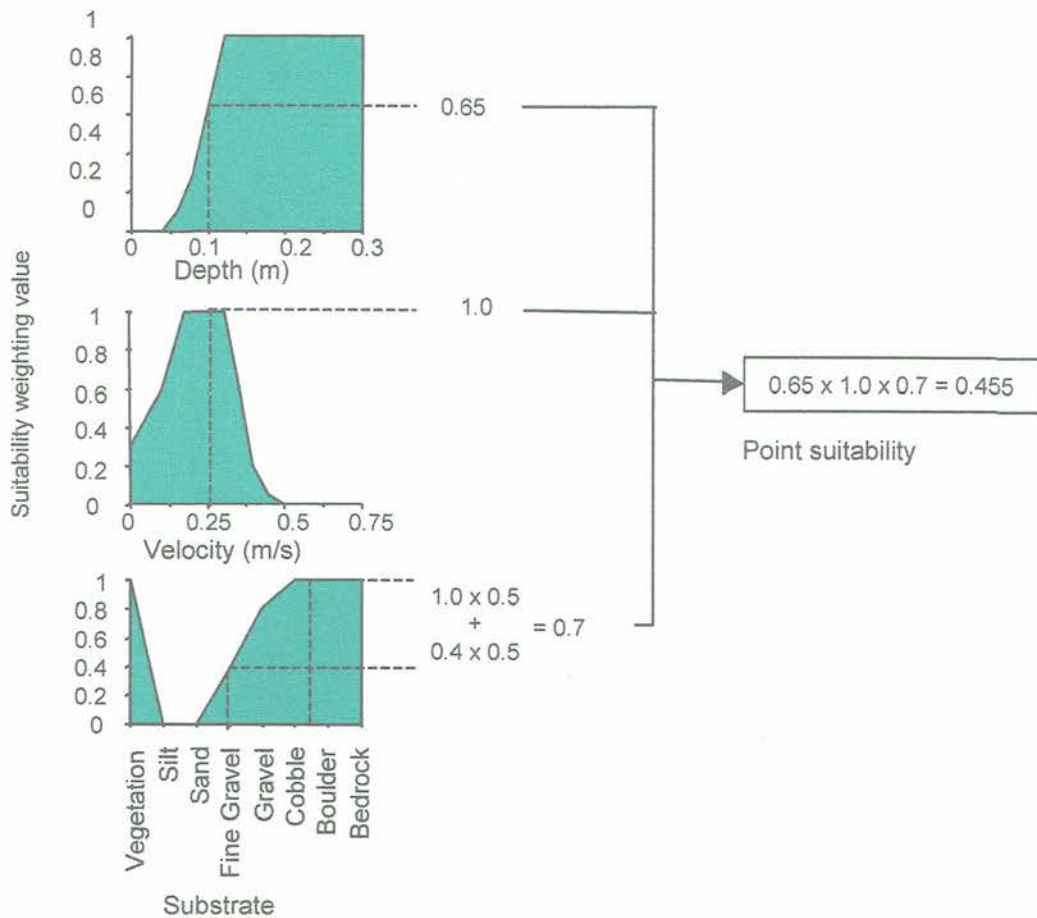 Suitability weighting value
1
0.8
0.6
0.4
0.2
0
0 0.1 0.2 0.3
Depth (m)
0.65
1
0.8
0.6
0.4
0.2
0
0 0.25 0.5 0.75
Velocity (m/s)
1.0
1
0.8
0.6
0.4
0.2
0
Vegetation
Silt
Sand
Fine Gravel
Gravel
Cobble
Boulder
Bedrock
Substrate
1.0 x 0.5
+
= 0.7
0.4 x 0.5
0.65 x 1.0 x 0.7 = 0.455
Point suitability